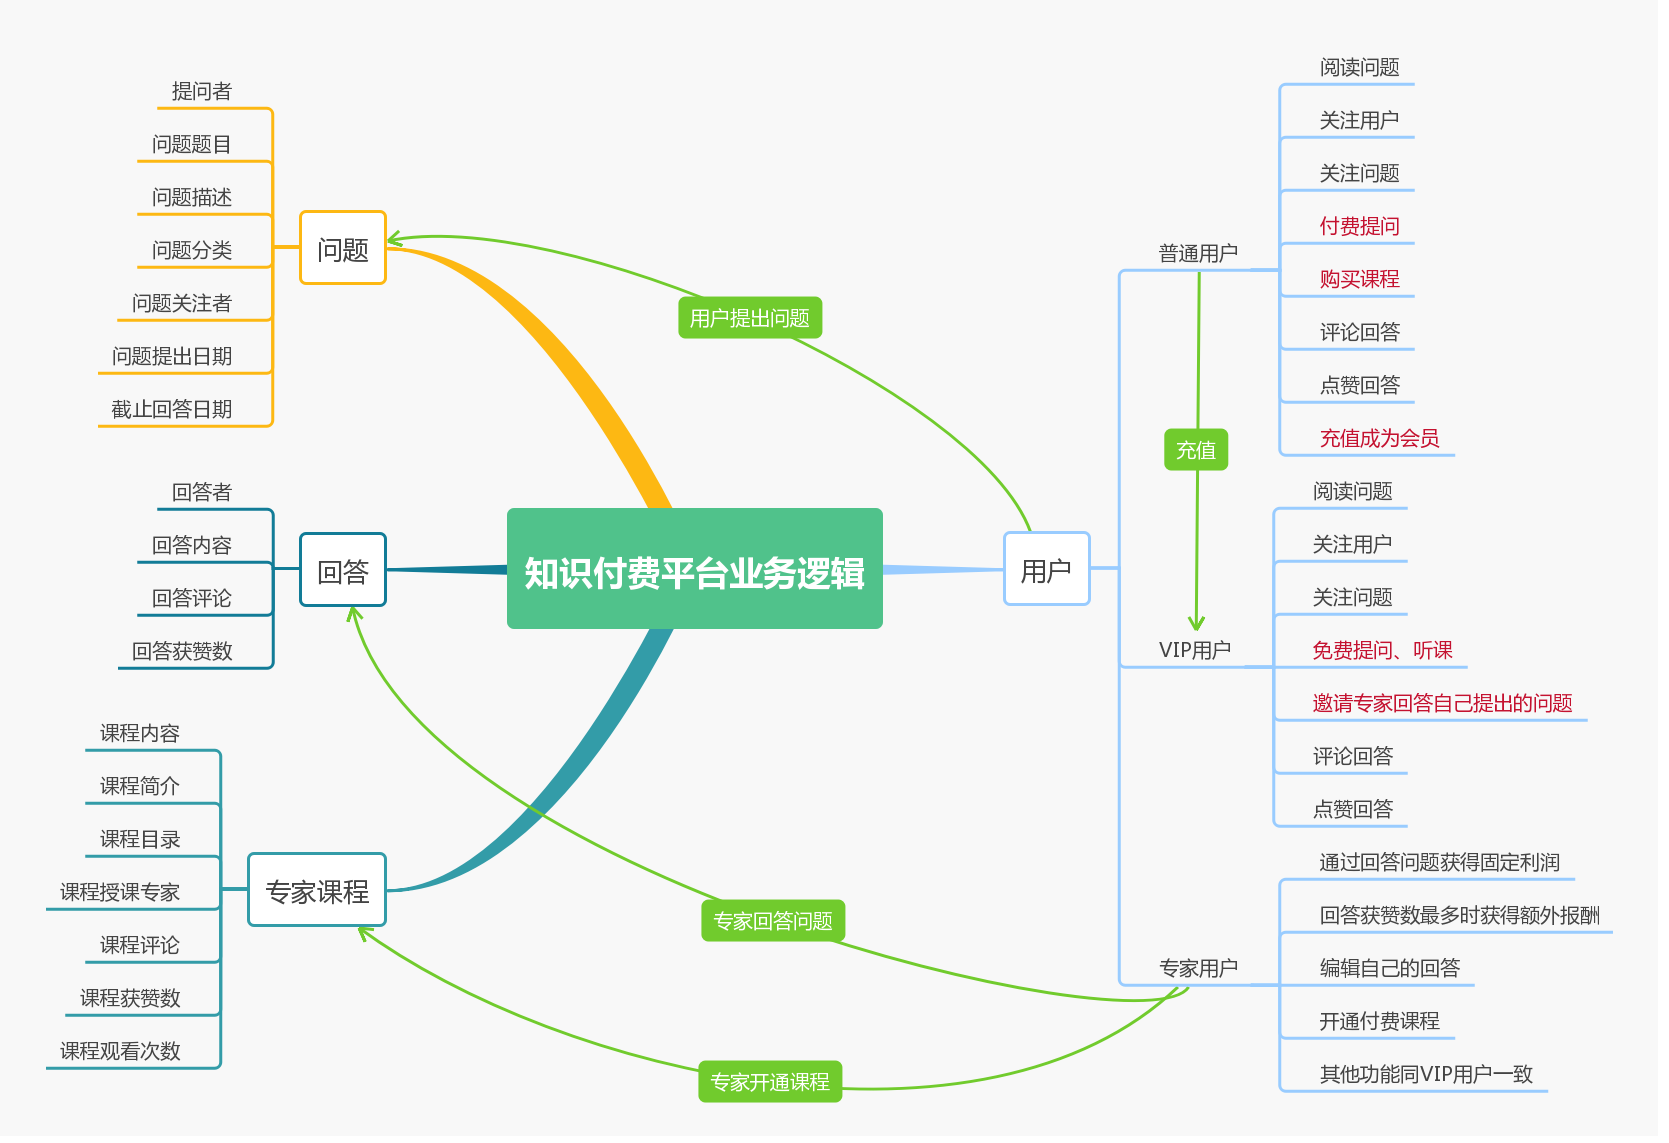 知识付费平台业务逻辑
问题
提问者
问题题目
问题描述
问题分类
问题关注者
问题提出日期
截止回答日期
回答
回答者
回答内容
回答评论
回答获赞数
专家课程
课程内容
课程简介
课程目录
课程授课专家
课程评论
课程获赞数
课程观看次数
用户
普通用户
阅读问题
关注用户
关注问题
付费提问
购买课程
评论回答
点赞回答
充值成为会员
VIP用户
阅读问题
关注用户
关注问题
免费提问、听课
邀请专家回答自己提出的问题
评论回答
点赞回答
专家用户
通过回答问题获得固定利润
回答获赞数最多时获得额外报酬
编辑自己的回答
开通付费课程
其他功能同VIP用户一致
用户提出问题
充值
专家回答问题
专家开通课程